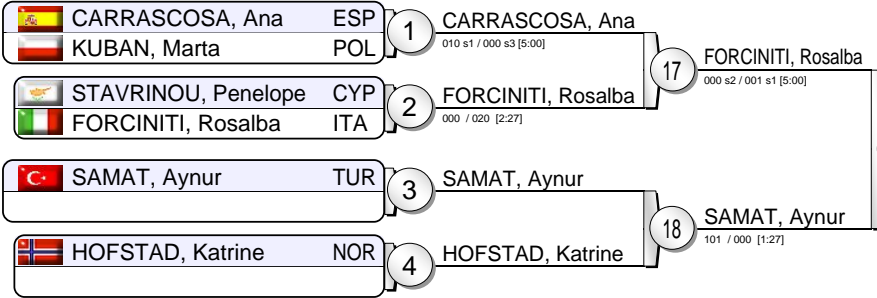 CARRASCOSA, Ana ESP
KUBAN, Marta POL
1
CARRASCOSA, Ana
010 s1 / 000 s3 [5:00]
17
FORCINITI, Rosalba
000 s2 / 001 s1 [5:00]
STAVRINOU, Penelope CYP
FORCINITI, Rosalba ITA
2
FORCINITI, Rosalba
000 / 020 [2:27]
SAMAT, Aynur TUR
3
SAMAT, Aynur
18
SAMAT, Aynur
101 / 000 [1:27]
HOFSTAD, Katrine NOR
4
HOFSTAD, Katrine